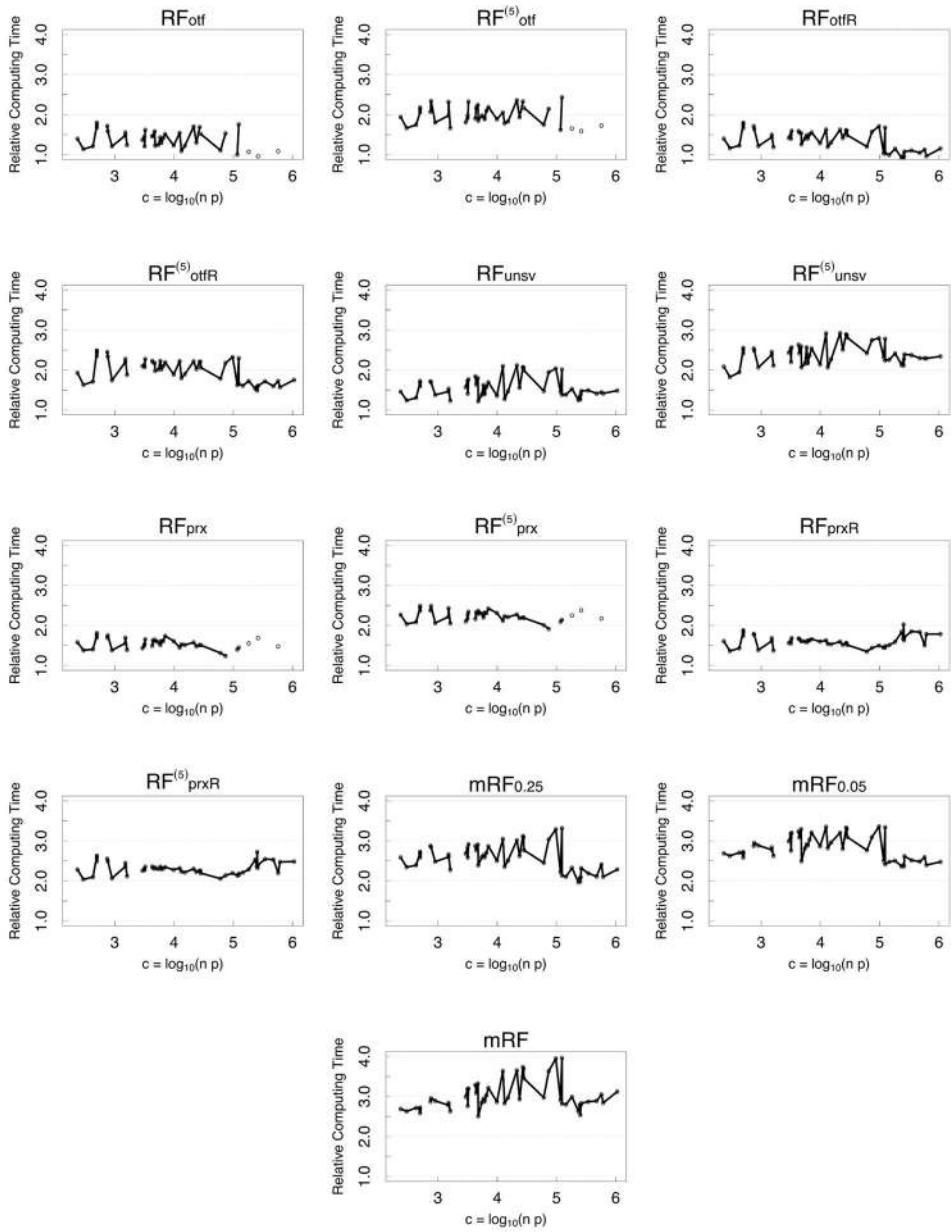 RFotf
RF(5)otf
RFotfR
Relative Computing Time
1.0 2.0 3.0 4.0
3 4 5 6
c = log10(n p)
Relative Computing Time
1.0 2.0 3.0 4.0
3 4 5 6
c = log10(n p)
Relative Computing Time
1.0 2.0 3.0 4.0
3 4 5 6
c = log10(n p)
RF(5)otfR
RFunsv
RF(5)unsv
Relative Computing Time
1.0 2.0 3.0 4.0
3 4 5 6
c = log10(n p)
Relative Computing Time
1.0 2.0 3.0 4.0
3 4 5 6
c = log10(n p)
Relative Computing Time
1.0 2.0 3.0 4.0
3 4 5 6
c = log10(n p)
RFprx
RF(5)prx
RFprxR
Relative Computing Time
1.0 2.0 3.0 4.0
3 4 5 6
c = log10(n p)
Relative Computing Time
1.0 2.0 3.0 4.0
3 4 5 6
c = log10(n p)
Relative Computing Time
1.0 2.0 3.0 4.0
3 4 5 6
c = log10(n p)
RF(5)prxR
mRF0.25
mRF0.05
Relative Computing Time
1.0 2.0 3.0 4.0
3 4 5 6
c = log10(n p)
Relative Computing Time
1.0 2.0 3.0 4.0
3 4 5 6
c = log10(n p)
Relative Computing Time
1.0 2.0 3.0 4.0
3 4 5 6
c = log10(n p)
mRF
Relative Computing Time
1.0 2.0 3.0 4.0
3 4 5 6
c = log10(n p)